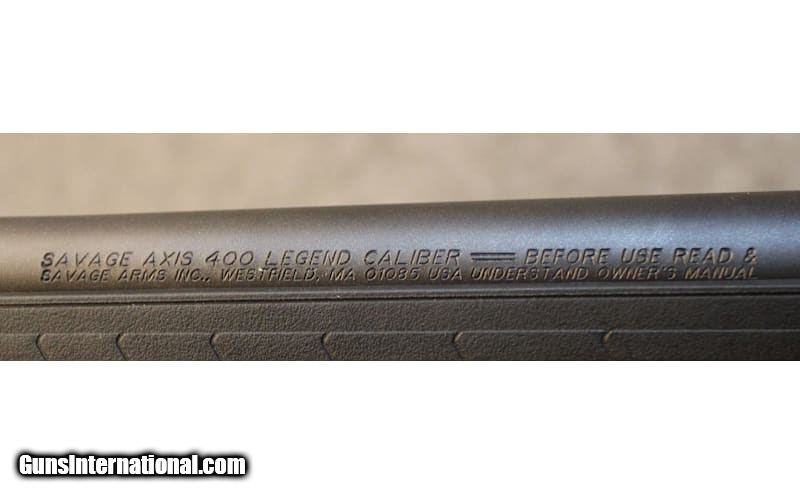 SAVAGE AXIS 400 LEGEND CALIBER BEFORE USE READ &
SAVAGE ARMS INC., WESTFIELD, MA 01085 USA UNDERSTAND OWNER'S MANUAL
GunsInternational.com